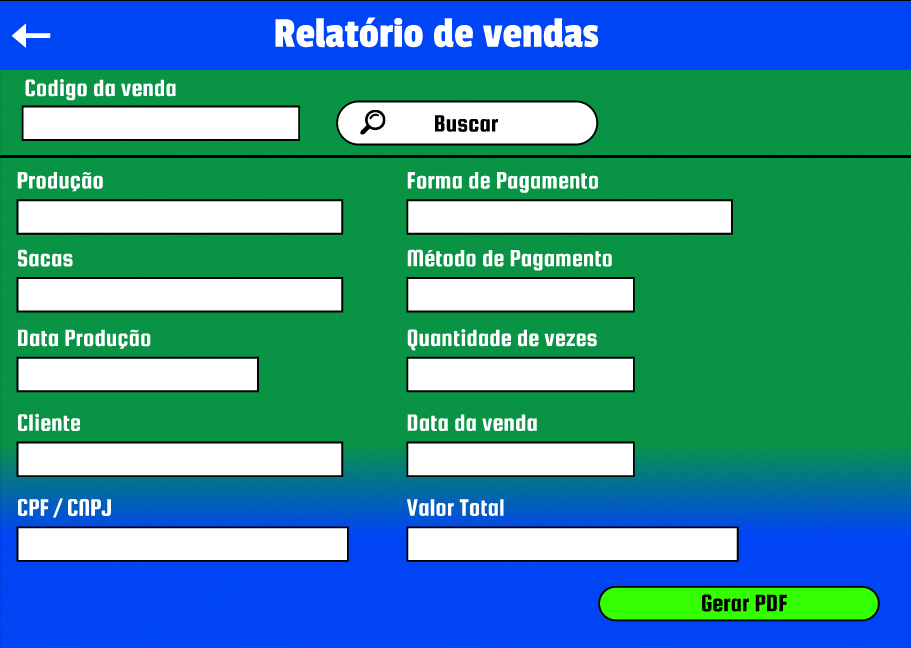 Relatório de vendas
Codigo da venda
Buscar
Produção
Forma de Pagamento
Sacas
Método de Pagamento
Data Produção
Quantidade de vezes
Cliente
Data da venda
CPF / CNPJ
Valor Total
Gerar PDF